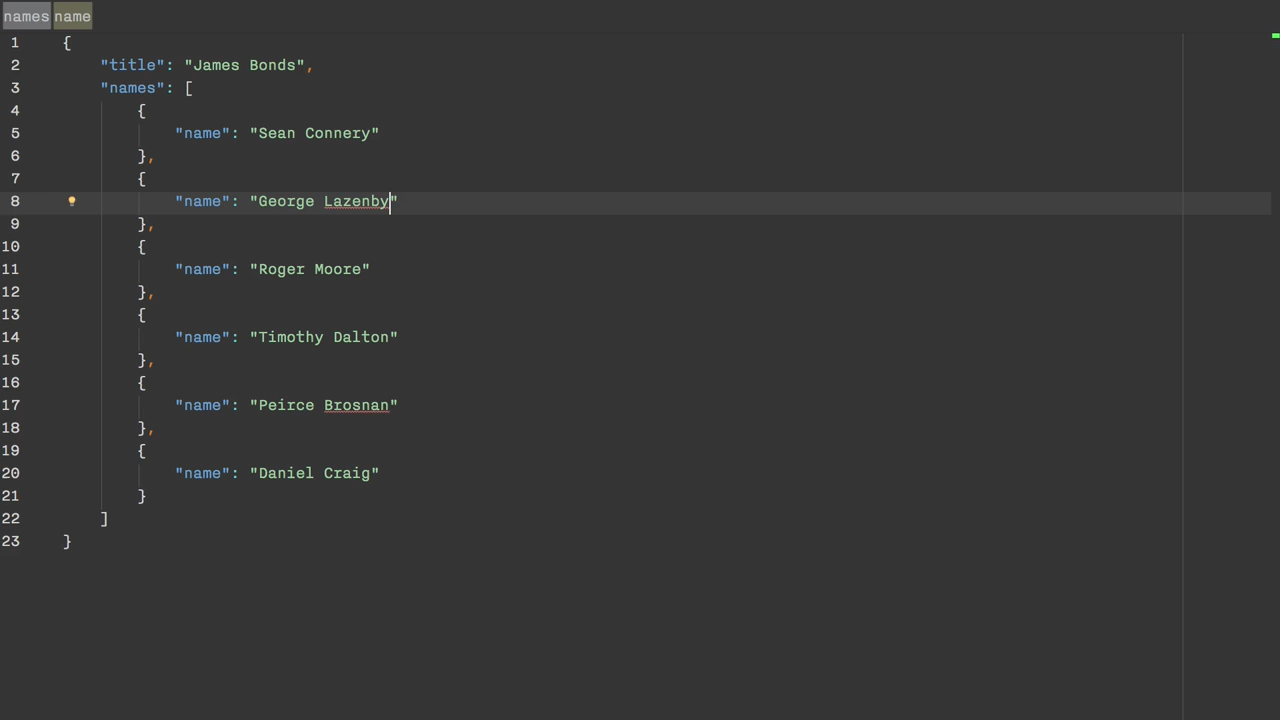 names name
1 {
2 "title": "James Bonds",
3 "names": [
4 {
5 "name": "Sean Connery"
6 },
7 {
8 "name": "George Lazenby"
9 },
10 {
11 "name": "Roger Moore"
12 },
13 {
14 "name": "Timothy Dalton"
15 },
16 {
17 "name": "Peirce Brosnan"
18 },
19 {
20 "name": "Daniel Craig"
21 }
22 ]
23 }